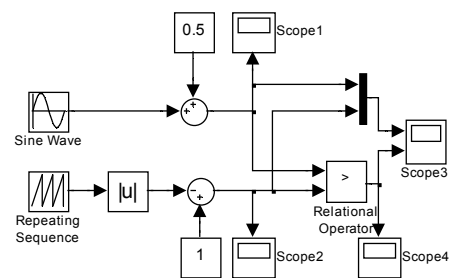 0.5
Scope1
Sine Wave
Scope3
Repeating
Sequence
|u|
>
Relational
Operator
1
Scope2
Scope4